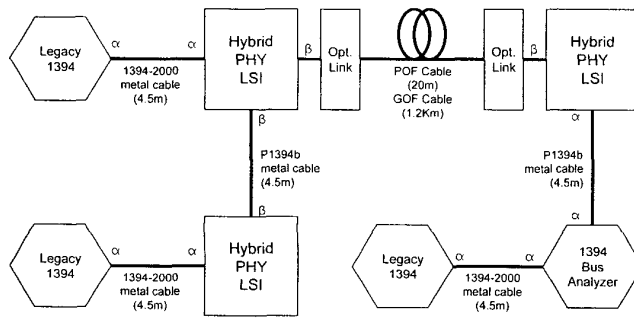 Legacy
1394
α
α
1394-2000
metal cable
(4.5m)
Hybrid
PHY
LSI
β
Opt.
Link
POF Cable
(20m)
GOF Cable
(1.2Km)
Opt.
Link
β
Hybrid
PHY
LSI
β
P1394b
metal cable
(4.5m)
β
α
P1394b
metal cable
(4.5m)
α
Legacy
1394
α
α
1394-2000
metal cable
(4.5m)
Hybrid
PHY
LSI
Legacy
1394
α
α
1394-2000
metal cable
(4.5m)
1394
Bus
Analyzer